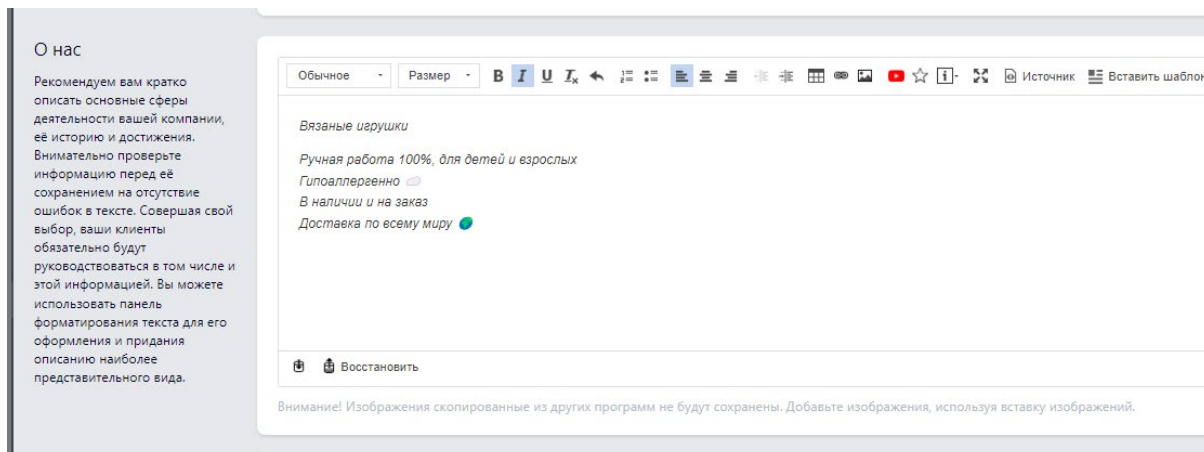 О нас
Рекомендуем вам кратко
описать основные сферы
деятельности вашей компании,
её историю и достижения.
Внимательно проверьте
информацию перед её
сохранением на отсутствие
ошибок в тексте. Совершая свой
выбор, ваши клиенты
обязательно будут
руководствоваться в том числе и
этой информацией. Вы можете
использовать панель
форматирования текста для его
оформления и придания
описанию наиболее
представительного вида.
Обычное Размер B I U Ix Источник Вставить шаблон
Вязаные игрушки
Ручная работа 100%, для детей и взрослых
Гипоаллергенно
В наличии и на заказ
Доставка по всему миру
Восстановить
Внимание! Изображения скопированные из других программ не будут сохранены. Добавьте изображения, используя вставку изображений.